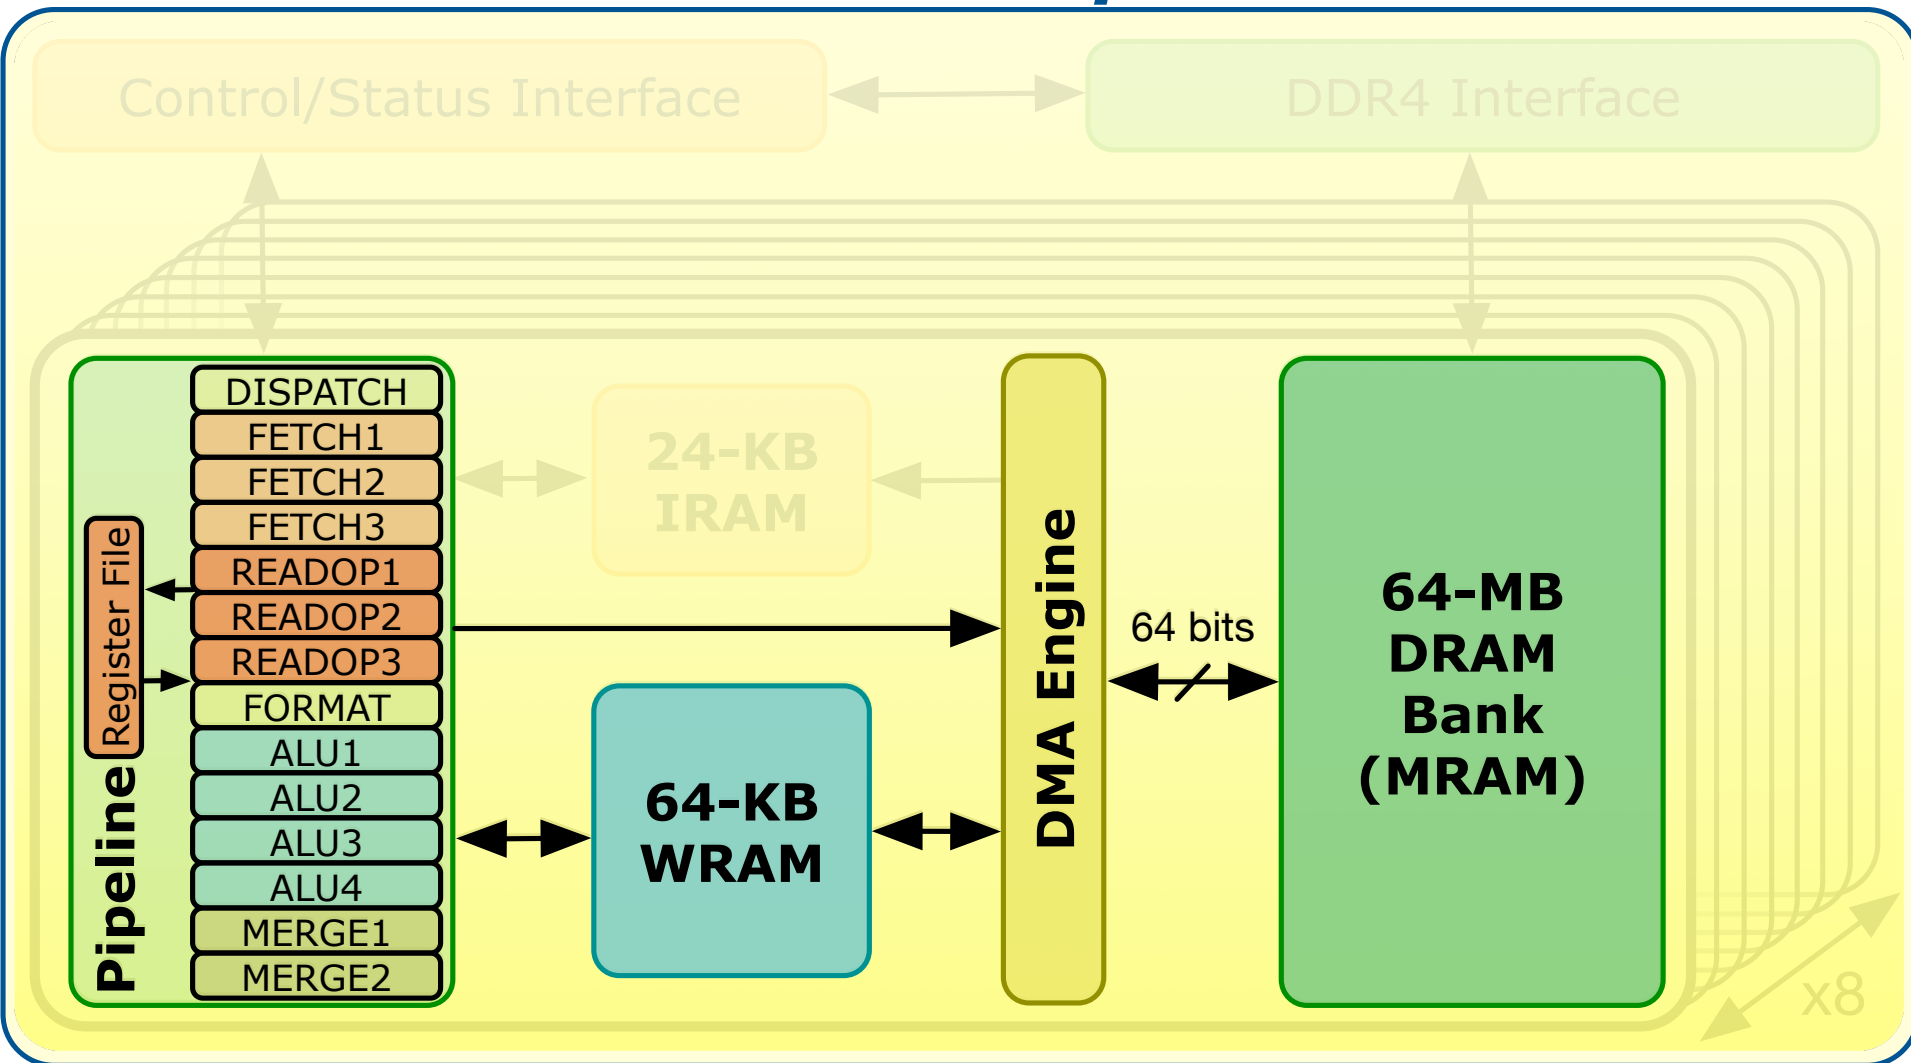 Control/Status Interface
DDR4 Interface
DISPATCH
FETCH1
FETCH2
FETCH3
READOP1
READOP2
READOP3
FORMAT
ALU1
ALU2
ALU3
ALU4
MERGE1
MERGE2
Register File
Pipeline
24-KB
IRAM
64-KB
WRAM
DMA Engine
64 bits
64-MB
DRAM
Bank
(MRAM)
x8